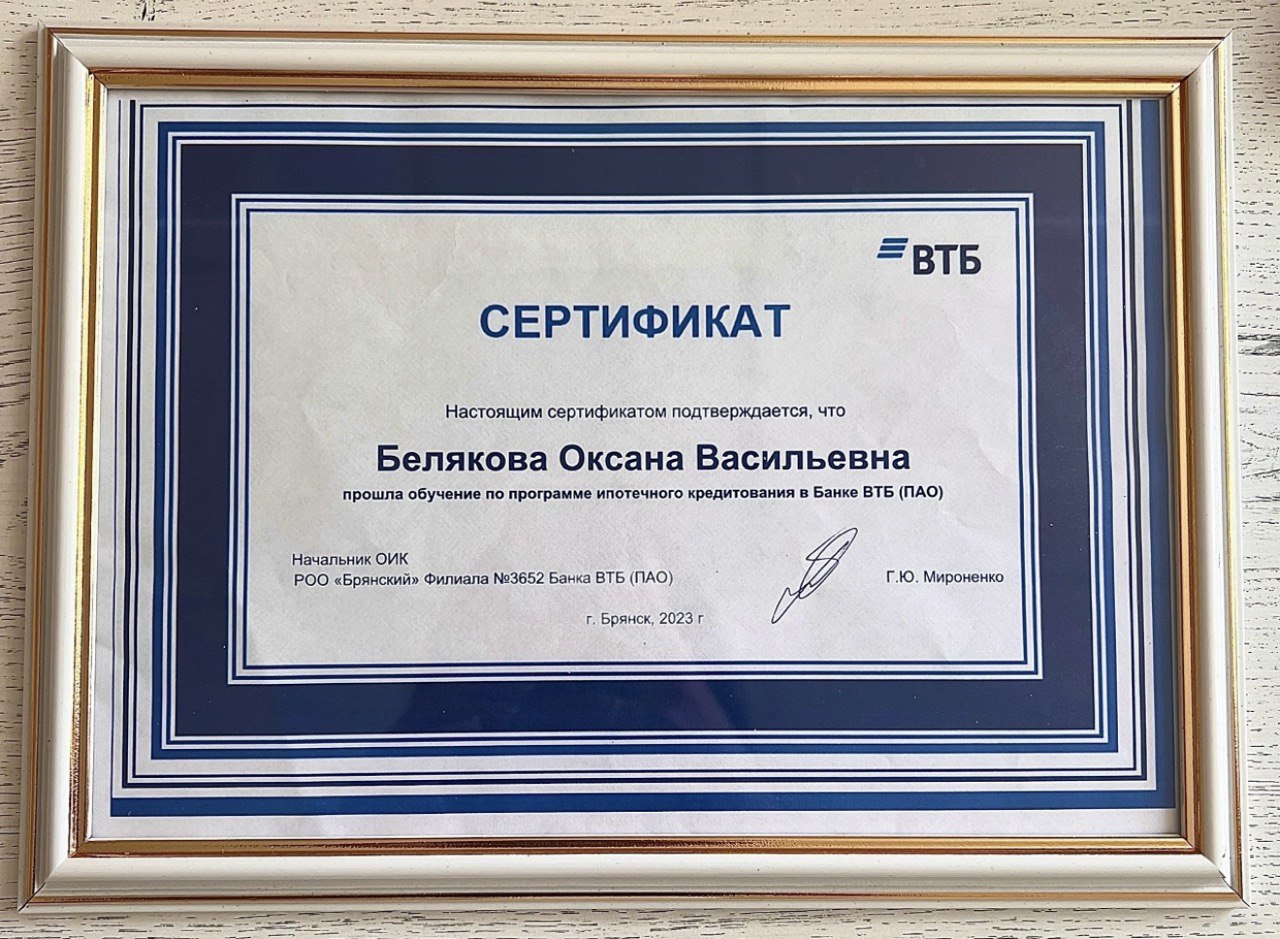 ВТБ
СЕРТИФИКАТ
Настоящим сертификатом подтверждается, что
Белякова Оксана Васильевна
прошла обучение по программе ипотечного кредитования в Банке ВТБ (ПАО)
Начальник ОИК
РОО «Брянский» Филиала №3652 Банка ВТБ (ПАО)
Г.Ю. Мироненко
г. Брянск, 2023 г